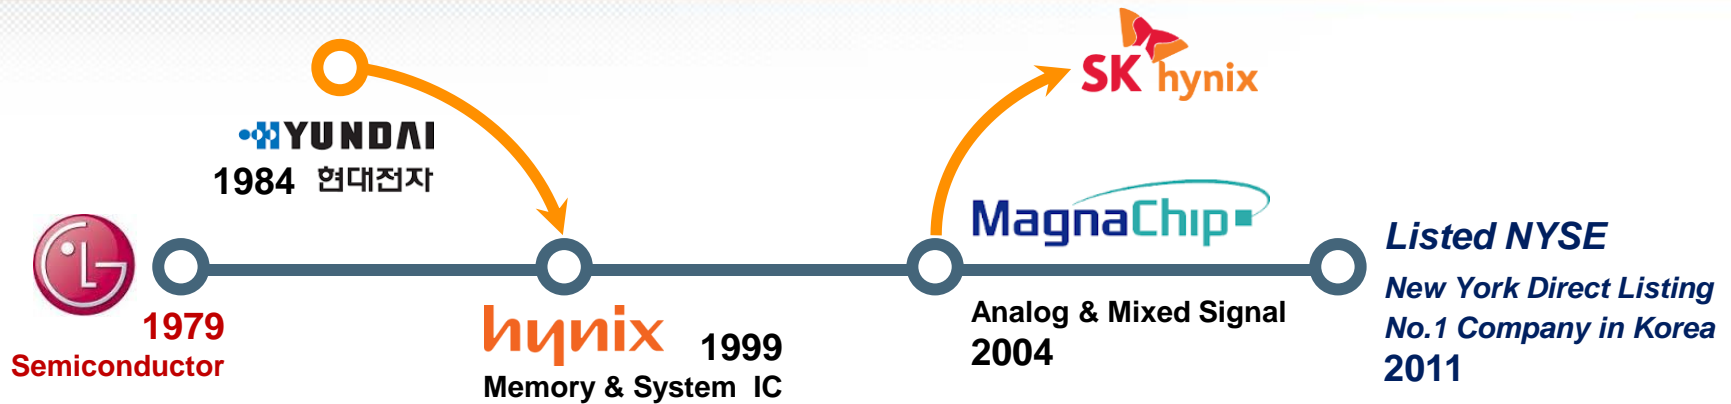 SK hynix
HYUNDAI
1984 현대전자
MagnaChip
LG
Listed NYSE
New York Direct Listing
No.1 Company in Korea
2011
1979
Semiconductor
hynix 1999
Memory & System IC
Analog & Mixed Signal
2004